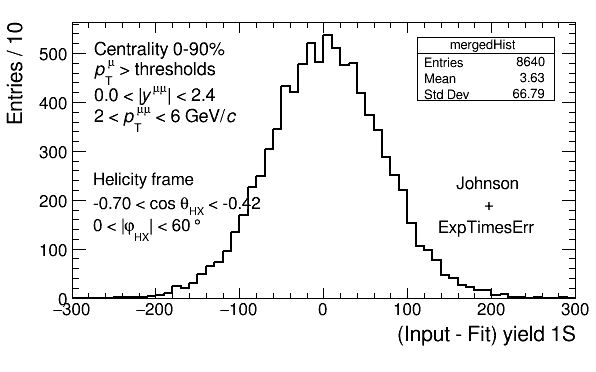 Entries / 10
500
400
300
200
100
0
Centrality 0-90%
p_T^μ > thresholds
0.0 < |y^μμ| < 2.4
2 < p_T^μμ < 6 GeV/c
Helicity frame
-0.70 < cos θ_HX < -0.42
0 < |φ_HX| < 60 °
mergedHist
Entries 8640
Mean 3.63
Std Dev 66.79
Johnson
+
ExpTimesErr
−300 −200 −100 0 100 200 300
(Input - Fit) yield 1S